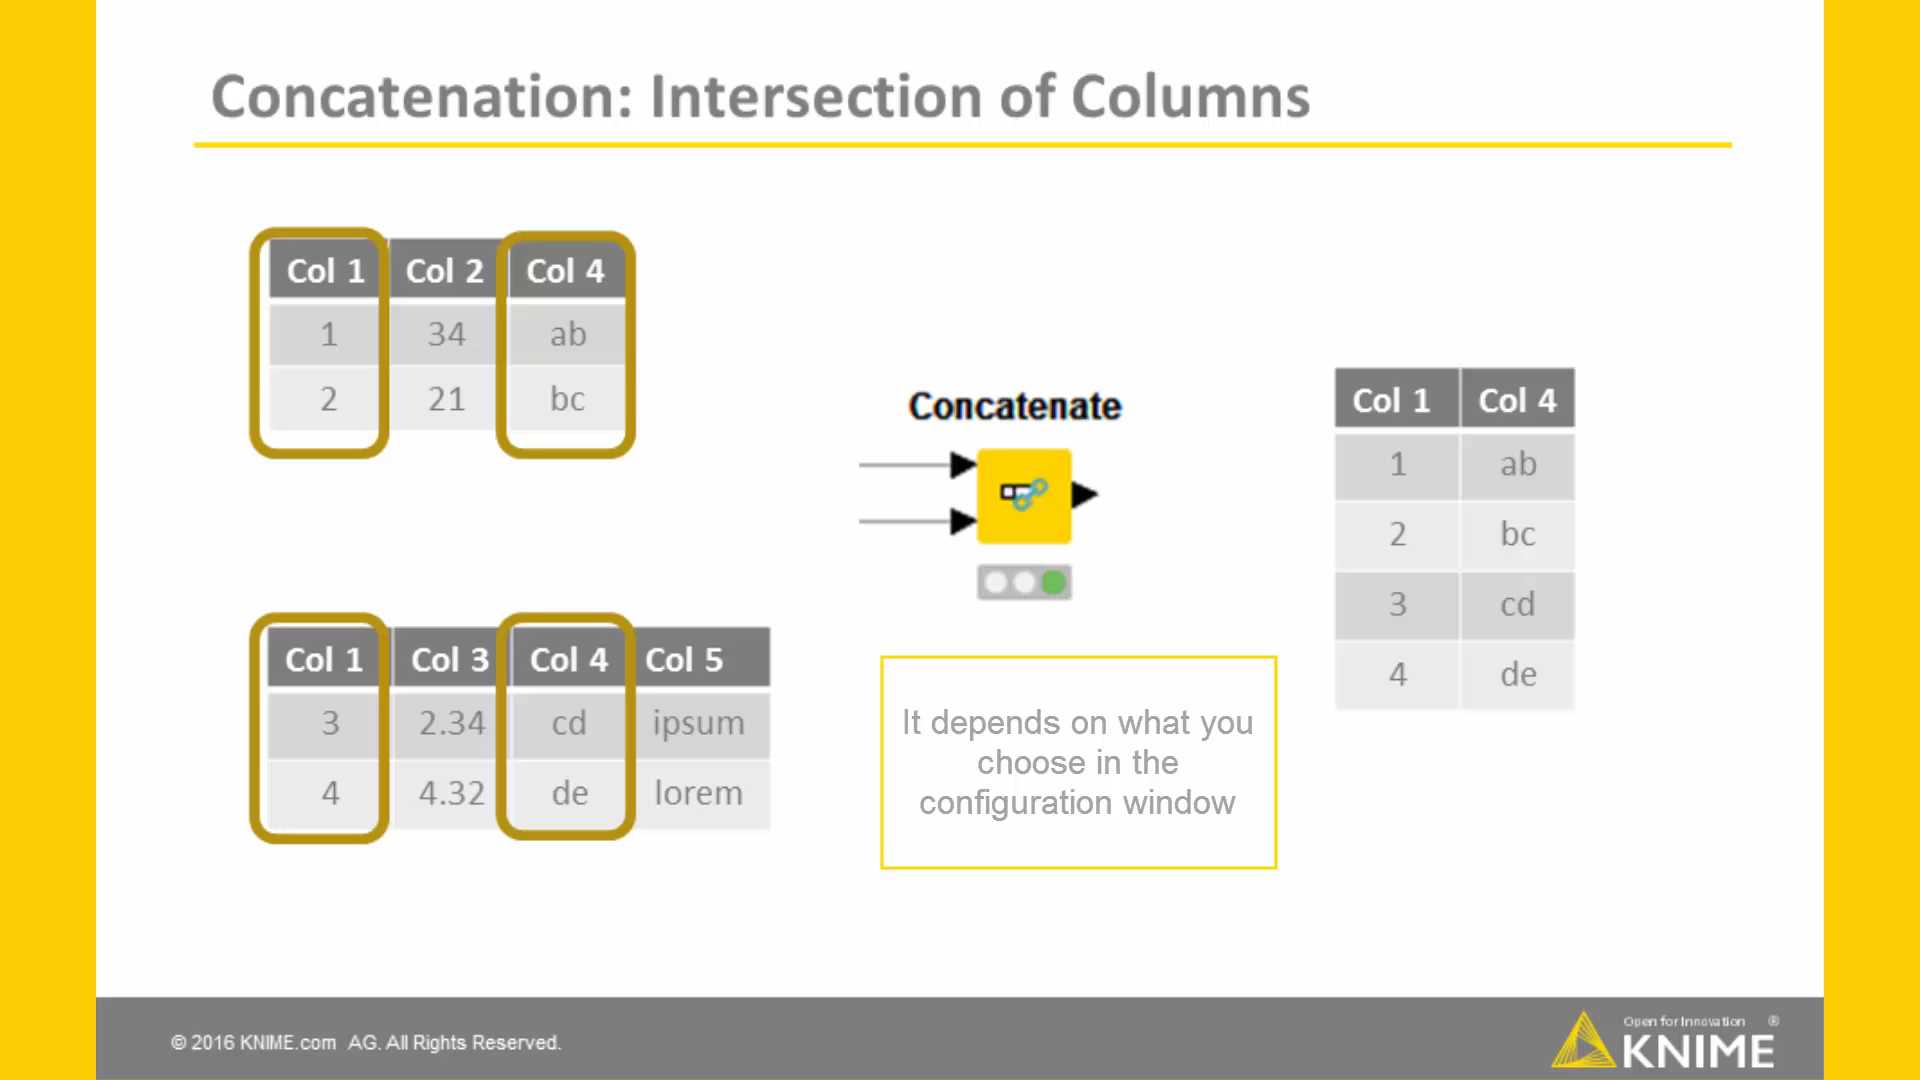 Concatenation: Intersection of Columns
Col 1 Col 2 Col 4
1 34 ab
2 21 bc
Col 1 Col 3 Col 4 Col 5
3 2.34 cd ipsum
4 4.32 de lorem
Concatenate
It depends on what you
choose in the
configuration window
Col 1 Col 4
1 ab
2 bc
3 cd
4 de
© 2016 KNIME.com AG. All Rights Reserved.
Open for Innovation ®
KNIME